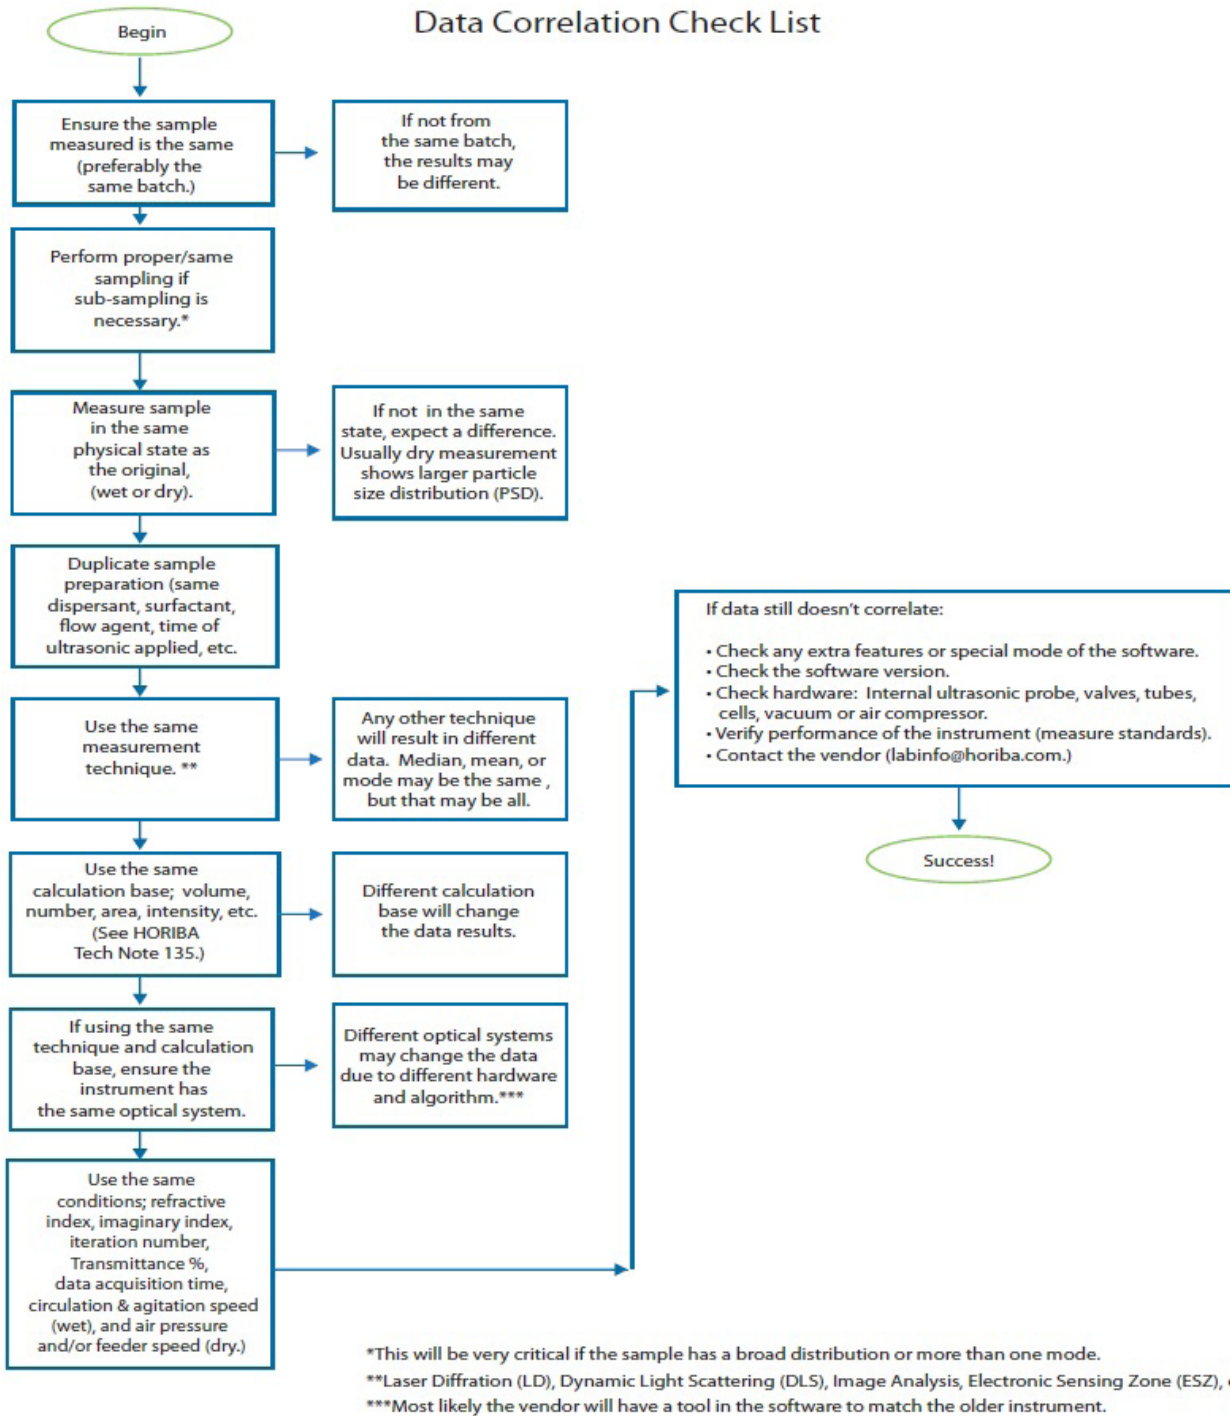 Data Correlation Check List
Begin
Ensure the sample
measured is the same
(preferably the
same batch.)
If not from
the same batch,
the results may
be different.
Perform proper/same
sampling if
sub-sampling is
necessary.*
Measure sample
in the same
physical state as
the original,
(wet or dry).
If not in the same
state, expect a difference.
Usually dry measurement
shows larger particle
size distribution (PSD).
Duplicate sample
preparation (same
dispersant, surfactant,
flow agent, time of
ultrasonic applied, etc.
Use the same
measurement
technique. **
Any other technique
will result in different
data. Median, mean, or
mode may be the same ,
but that may be all.
Use the same
calculation base; volume,
number, area, intensity, etc.
(See HORIBA
Tech Note 135.)
Different calculation
base will change
the data results.
If using the same
technique and calculation
base, ensure the
instrument has
the same optical system.
Different optical systems
may change the data
due to different hardware
and algorithm.***
Use the same
conditions; refractive
index, imaginary index,
iteration number,
Transmittance %,
data acquisition time,
circulation & agitation speed
(wet), and air pressure
and/or feeder speed (dry.)
If data still doesn't correlate:
• Check any extra features or special mode of the software.
• Check the software version.
• Check hardware: Internal ultrasonic probe, valves, tubes,
cells, vacuum or air compressor.
• Verify performance of the instrument (measure standards).
• Contact the vendor (labinfo@horiba.com.)
Success!
*This will be very critical if the sample has a broad distribution or more than one mode.
**Laser Diffration (LD), Dynamic Light Scattering (DLS), Image Analysis, Electronic Sensing Zone (ESZ),
***Most likely the vendor will have a tool in the software to match the older instrument.